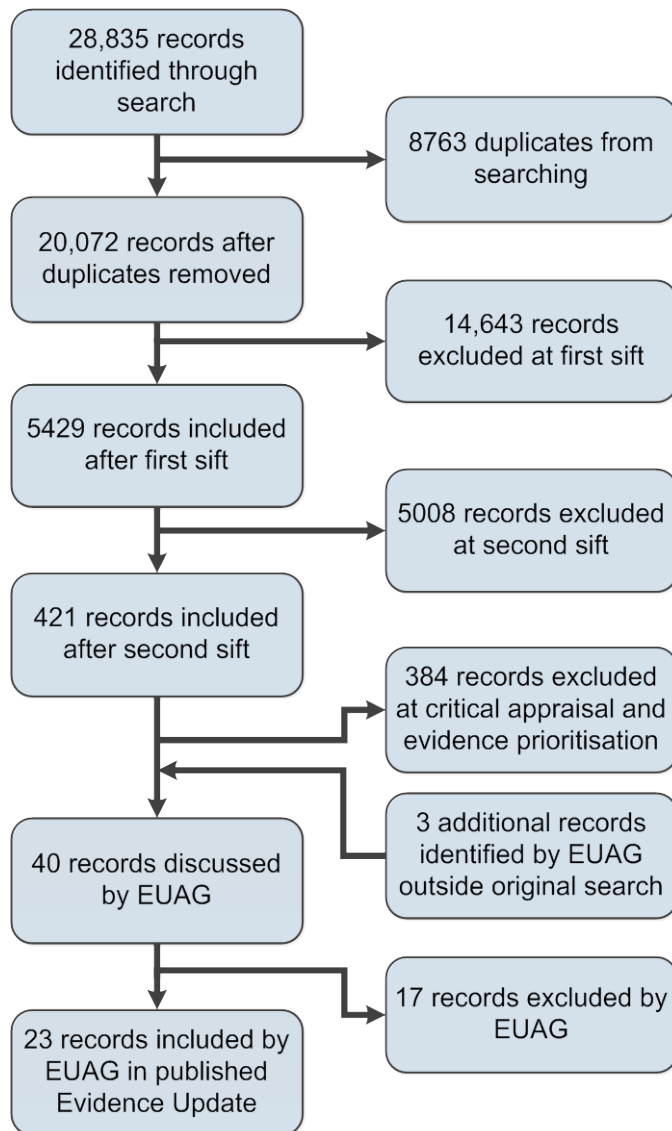 28,835 records
identified through
search
8763 duplicates from
searching
20,072 records after
duplicates removed
14,643 records
excluded at first sift
5429 records included
after first sift
5008 records excluded
at second sift
421 records included
after second sift
384 records excluded
at critical appraisal and
evidence prioritisation
3 additional records
identified by EUAG
outside original search
40 records discussed
by EUAG
17 records excluded by
EUAG
23 records included by
EUAG in published
Evidence Update